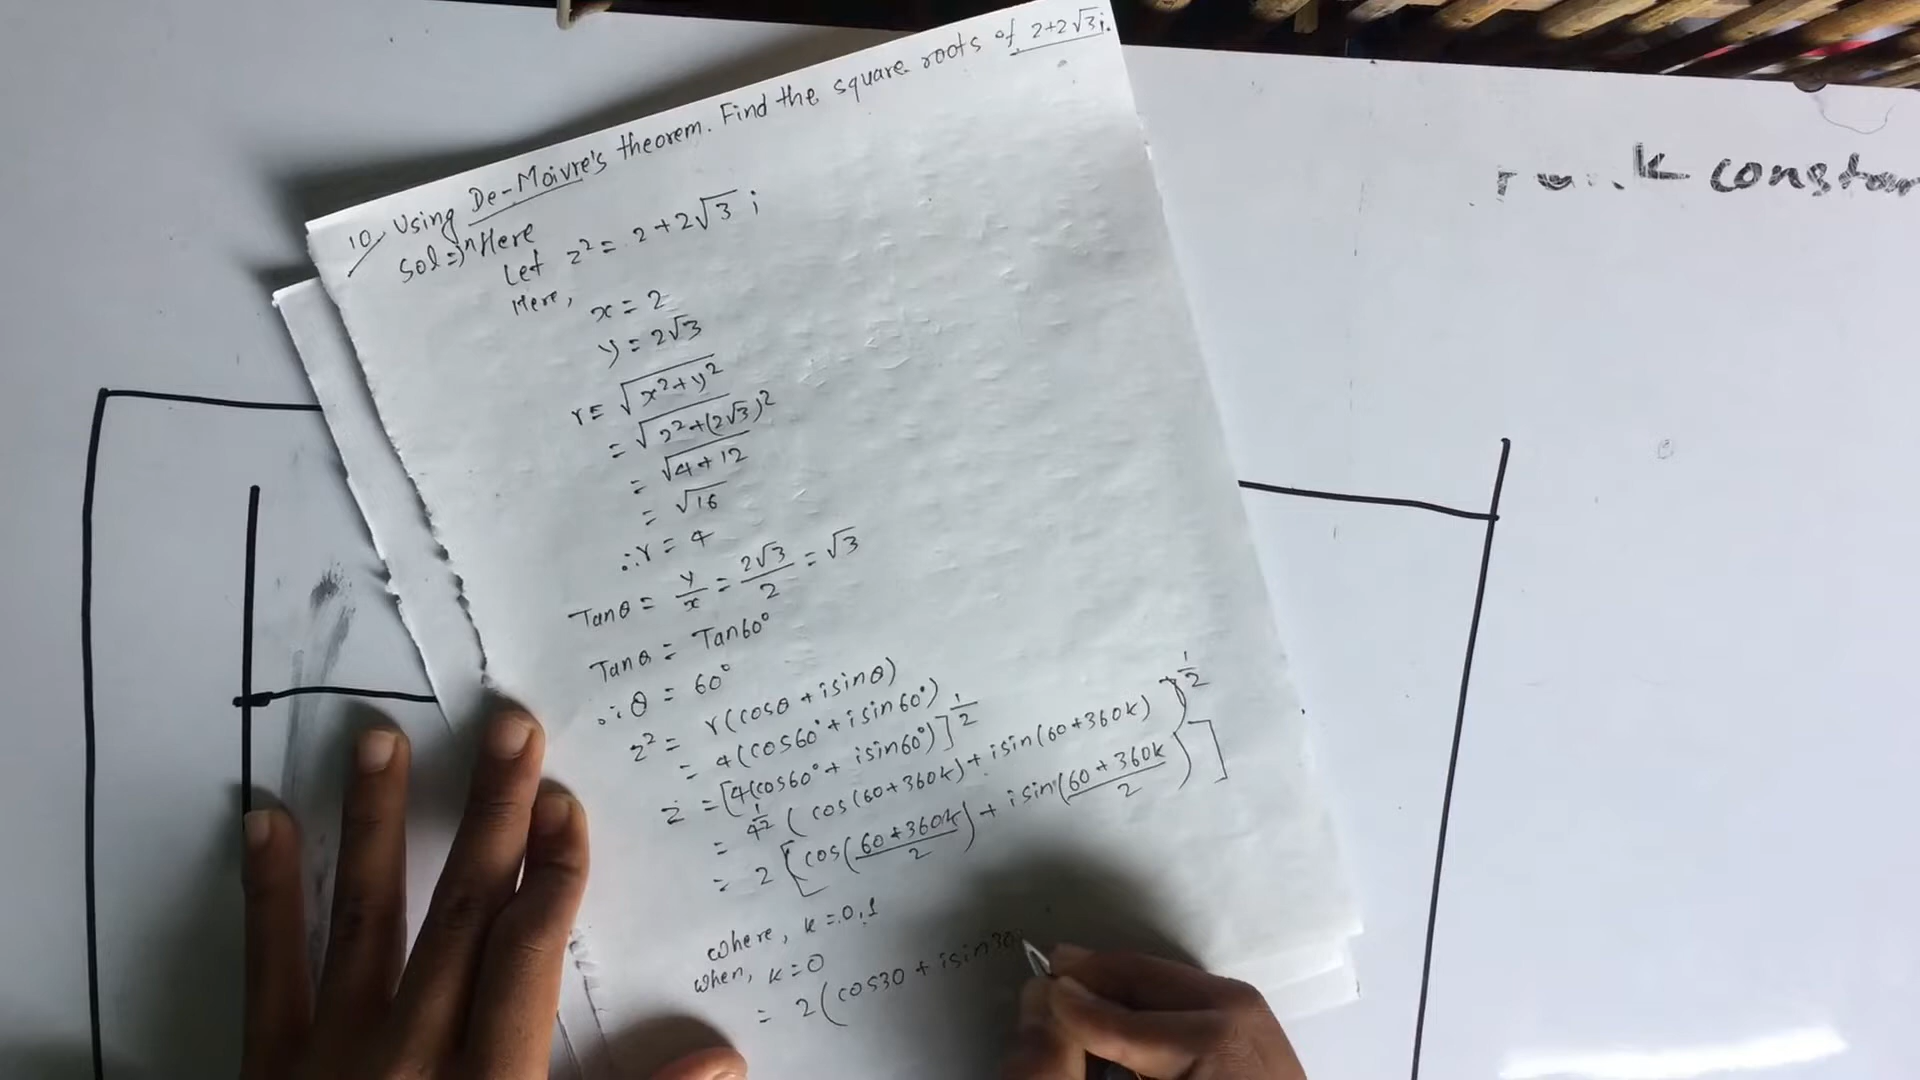 10. Using De-Moivre's theorem. Find the square roots of 2+2√3i.
Sol=)ⁿ Here
Let z² = 2+2√3 i
Here,
x = 2
y = 2√3
r = √(x²+y²)
= √(2²+(2√3)²)
= √(4+12)
= √16
∴ r = 4
Tanθ = y/x = 2√3/2 = √3
Tanθ = Tan60°
∴ θ = 60°
z² = r(cosθ + isinθ)
= 4(cos60° + isin60°)
z = [4(cos60° + isin60°)]^1/2
= 4^1/2 (cos(60+360k) + isin(60+360k))^1/2
= 2[cos(60+360k/2) + isin(60+360k/2)]
where, k=0,1
when, k=0
= 2(cos30 + isin30
k constan